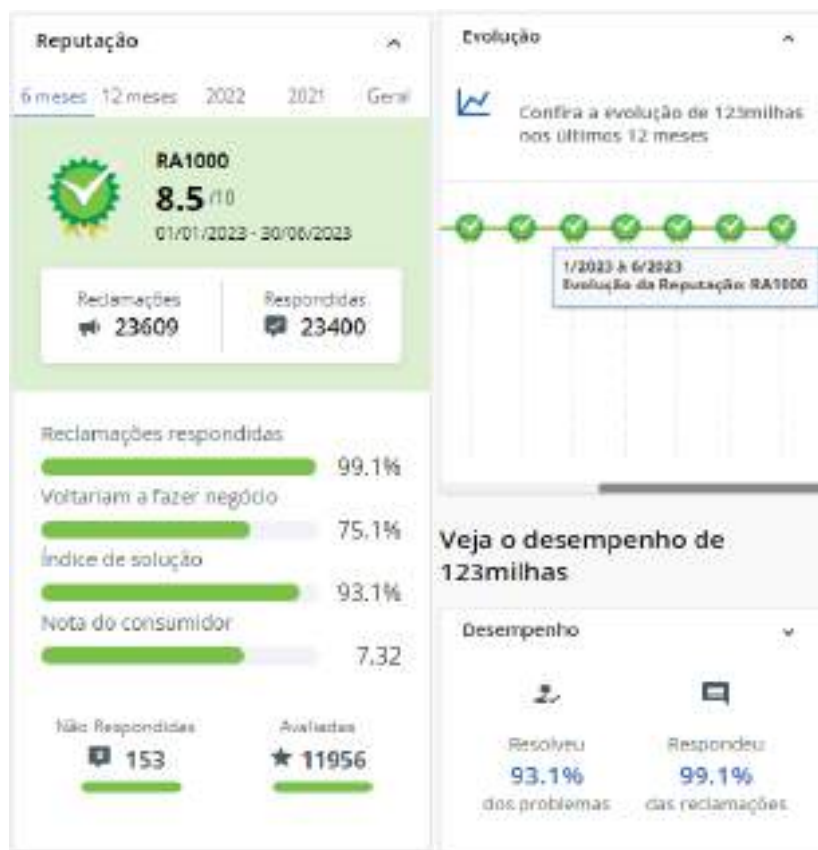 Reputação
6 meses 12 meses 2022 2021 Geral
RA1000
8.5 /10
01/01/2023 - 30/06/2023
Reclamações
23609
Respondidas
23400
Reclamações respondidas
99.1%
Voltariam a fazer negócio
75.1%
Índice de solução
93.1%
Nota do consumidor
7.32
Não Respondidas
153
Avaliadas
11956
Evolução
Confira a evolução de 123milhas
nos últimos 12 meses
1/2023 à 6/2023
Evolução da Reputação: RA1000
Veja o desempenho de
123milhas
Desempenho
Resolveu
93.1%
dos problemas
Respondeu
99.1%
das reclamações